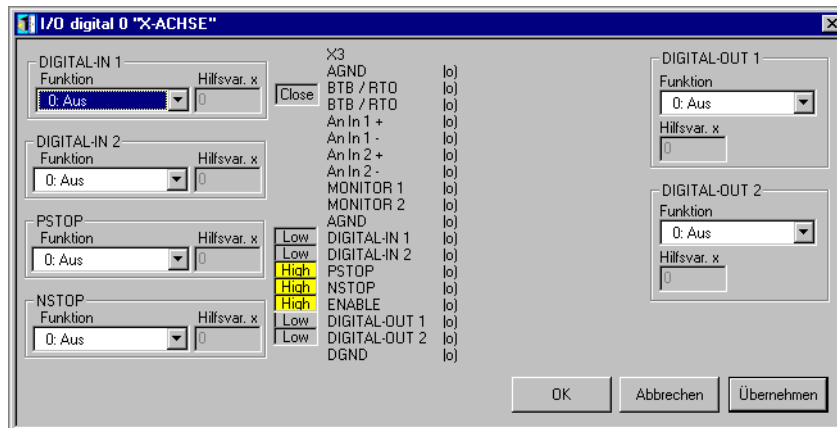 I/O digital 0 "X-ACHSE"
DIGITAL-IN 1
Funktion Hilfsvar. x
0: Aus 0
DIGITAL-IN 2
Funktion Hilfsvar. x
0: Aus 0
PSTOP
Funktion Hilfsvar. x
0: Aus 0
NSTOP
Funktion Hilfsvar. x
0: Aus 0
X3
AGND |o)
Close BTB / RTO |o)
BTB / RTO |o)
An In 1 + |o)
An In 1 - |o)
An In 2 + |o)
An In 2 - |o)
MONITOR 1 |o)
MONITOR 2 |o)
AGND |o)
Low DIGITAL-IN 1 |o)
Low DIGITAL-IN 2 |o)
High PSTOP |o)
High NSTOP |o)
High ENABLE |o)
Low DIGITAL-OUT 1 |o)
Low DIGITAL-OUT 2 |o)
DGND |o)
DIGITAL-OUT 1
Funktion
0: Aus
Hilfsvar. x
0
DIGITAL-OUT 2
Funktion
0: Aus
Hilfsvar. x
0
OK Abbrechen Übernehmen